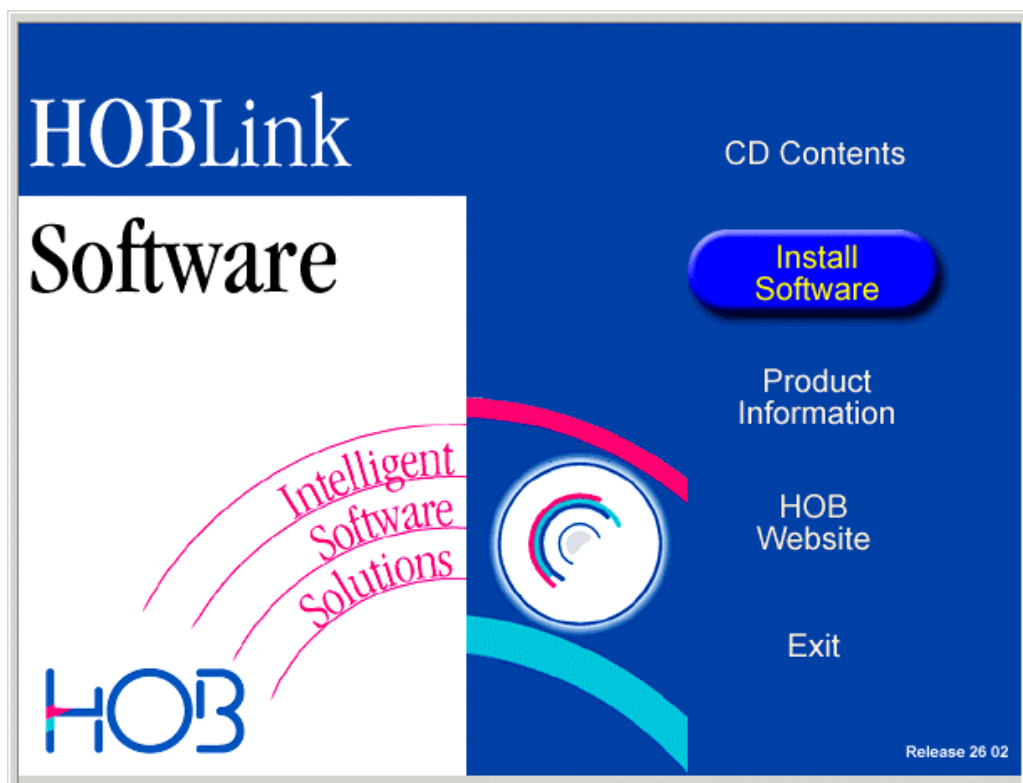 HOBLink
Software
Intelligent
Software
Solutions
HOB
CD Contents
Install
Software
Product
Information
HOB
Website
Exit
Release 26 02